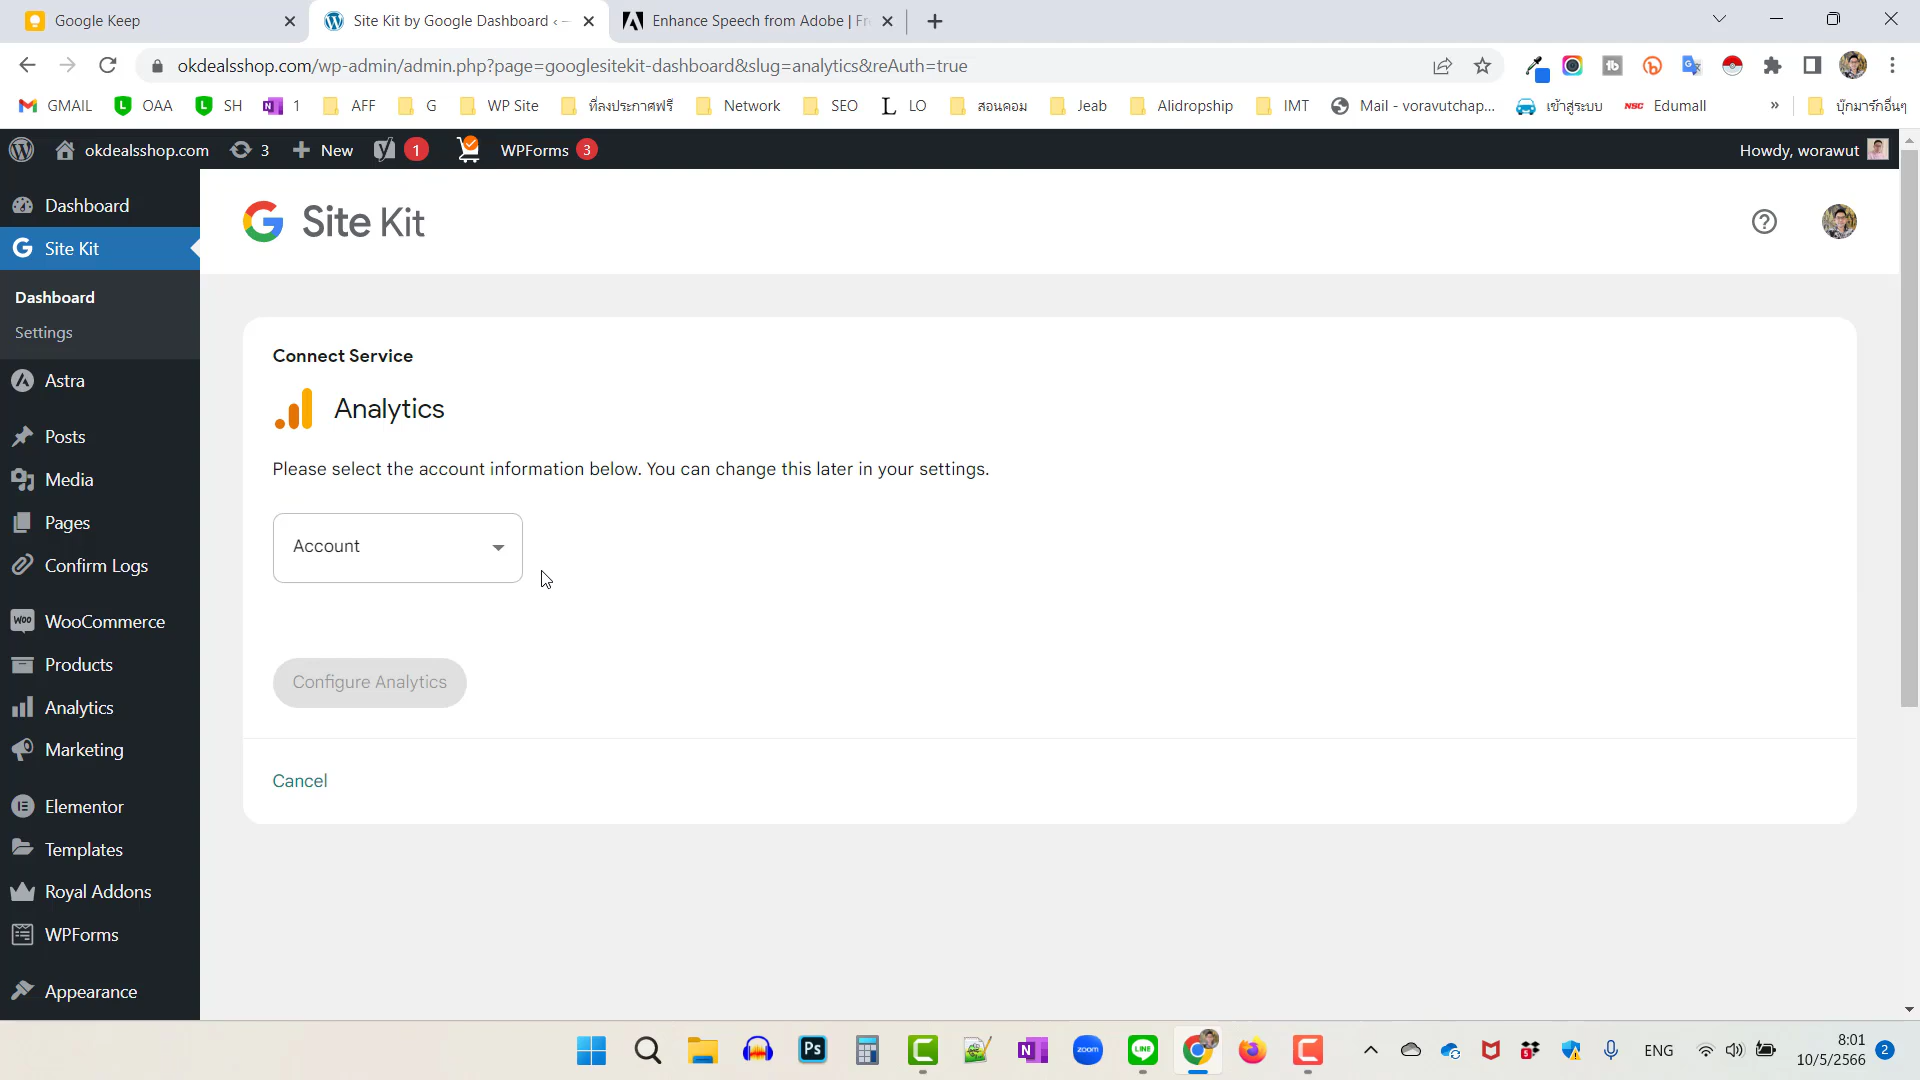 Google Keep
Site Kit by Google Dashboard ‹ —
Enhance Speech from Adobe | Fr
okdealsshop.com/wp-admin/admin.php?page=googlesitekit-dashboard&slug=analytics&reAuth=true
GMAIL OAA SH 1 AFF G WP Site ที่ลงประกาศฟรี Network SEO LO สอนคอม Jeab Alidropship IMT Mail - voravutchap... เข้าสู่ระบบ NSC Edumall » บุ๊กมาร์กอื่นๆ
okdealsshop.com 3 New 1 WPForms 3 Howdy, worawut
Dashboard
Site Kit
Dashboard
Settings
Astra
Posts
Media
Pages
Confirm Logs
WooCommerce
Products
Analytics
Marketing
Elementor
Templates
Royal Addons
WPForms
Appearance
Site Kit
Connect Service
Analytics
Please select the account information below. You can change this later in your settings.
Account
Configure Analytics
Cancel
ENG
8:01
10/5/2566
2